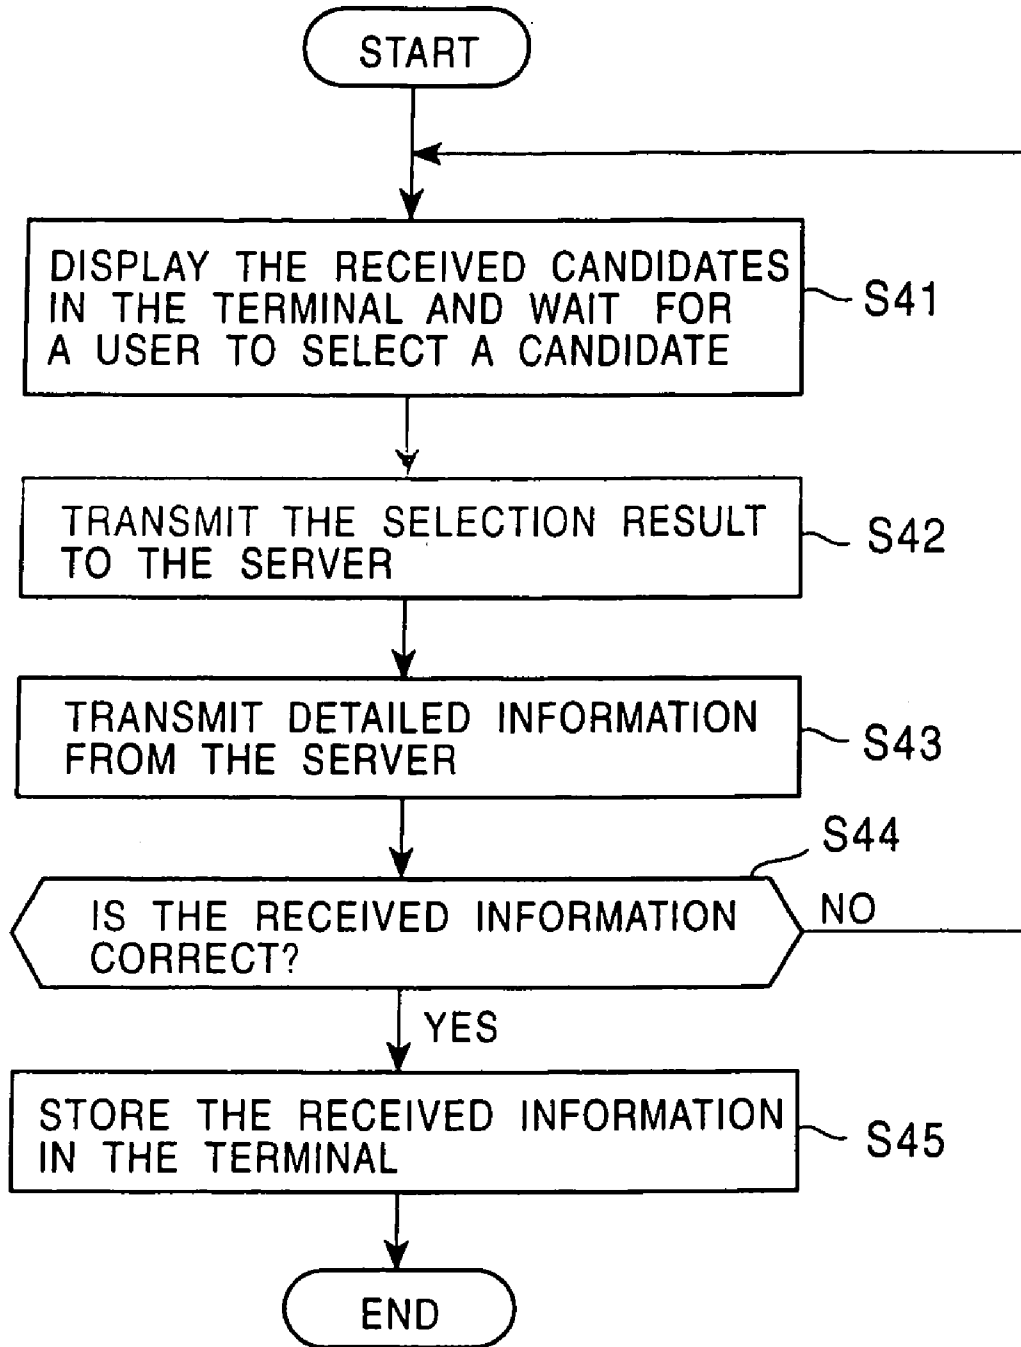 START
DISPLAY THE RECEIVED CANDIDATES
IN THE TERMINAL AND WAIT FOR
A USER TO SELECT A CANDIDATE
S41
TRANSMIT THE SELECTION RESULT
TO THE SERVER
S42
TRANSMIT DETAILED INFORMATION
FROM THE SERVER
S43
S44
IS THE RECEIVED INFORMATION
CORRECT?
NO
YES
STORE THE RECEIVED INFORMATION
IN THE TERMINAL
S45
END